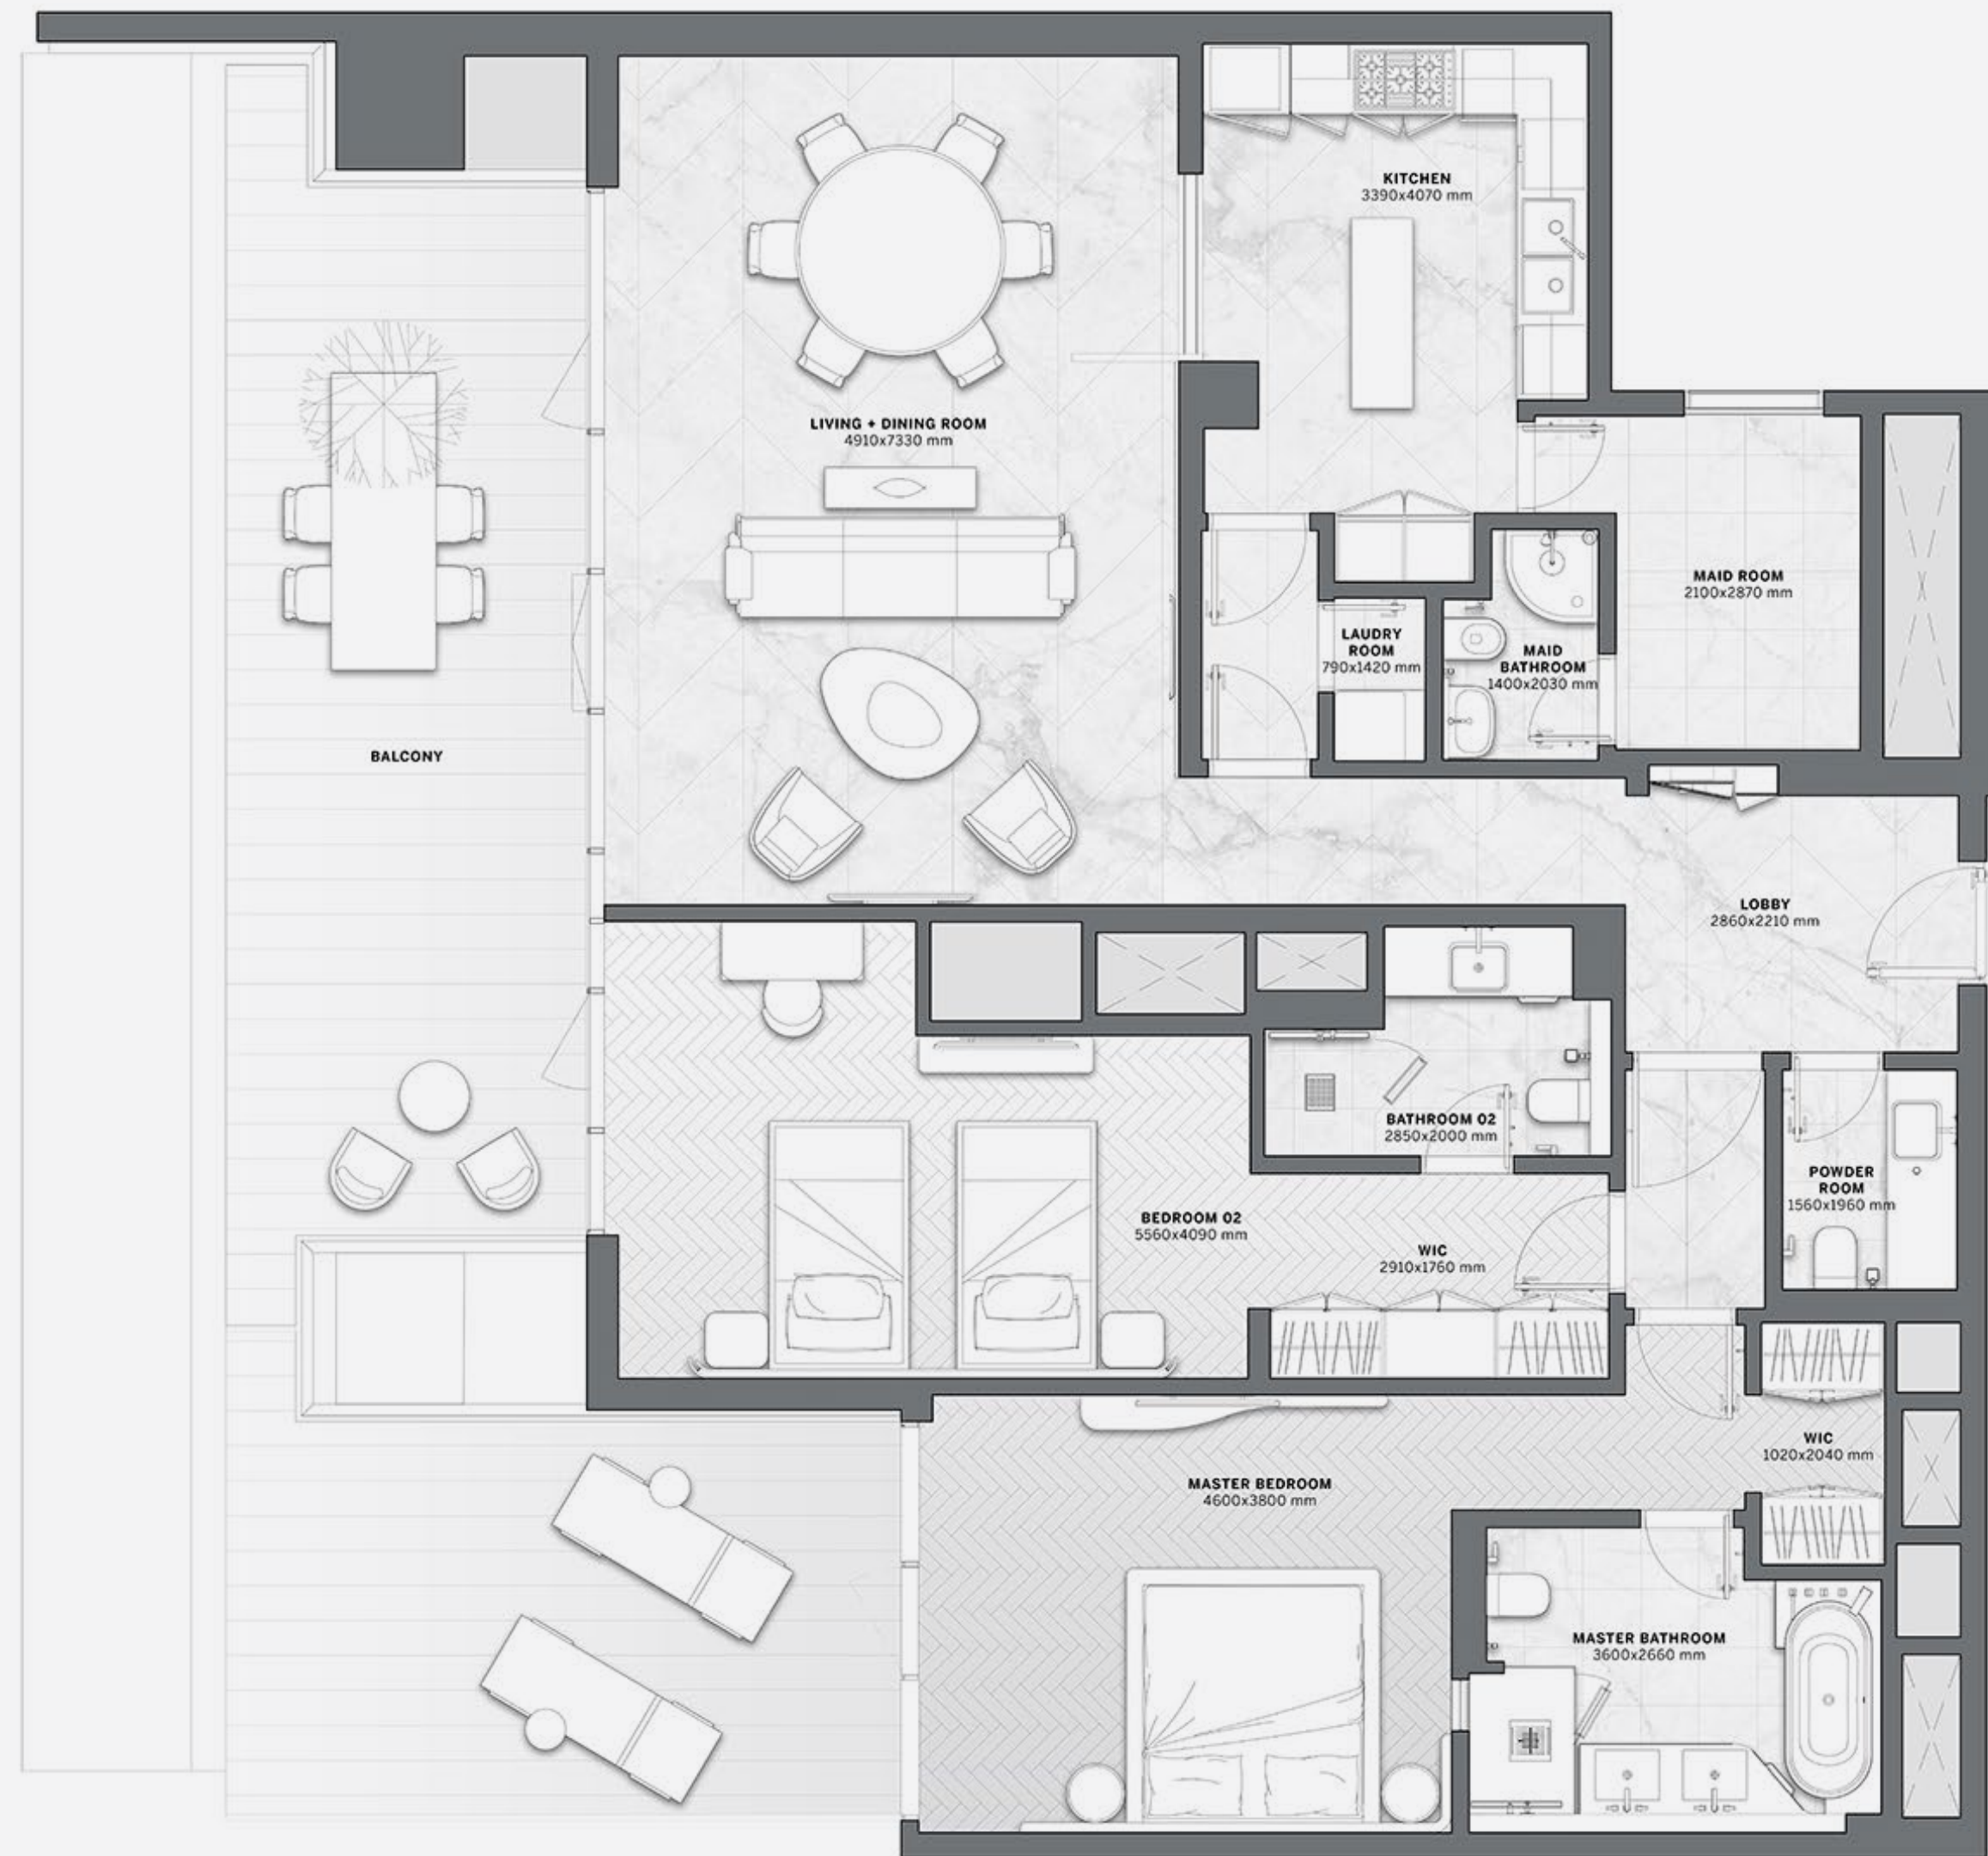 KITCHEN
3390x4070 mm
LIVING + DINING ROOM
4910x7330 mm
MAID ROOM
2100x2870 mm
LAUDRY
ROOM
790x1420 mm
MAID
BATHROOM
1400x2030 mm
BALCONY
LOBBY
2860x2210 mm
BATHROOM 02
2850x2000 mm
POWDER
ROOM
1560x1960 mm
BEDROOM 02
5560x4090 mm
WIC
2910x1760 mm
WIC
1020x2040 mm
MASTER BEDROOM
4600x3800 mm
MASTER BATHROOM
3600x2660 mm